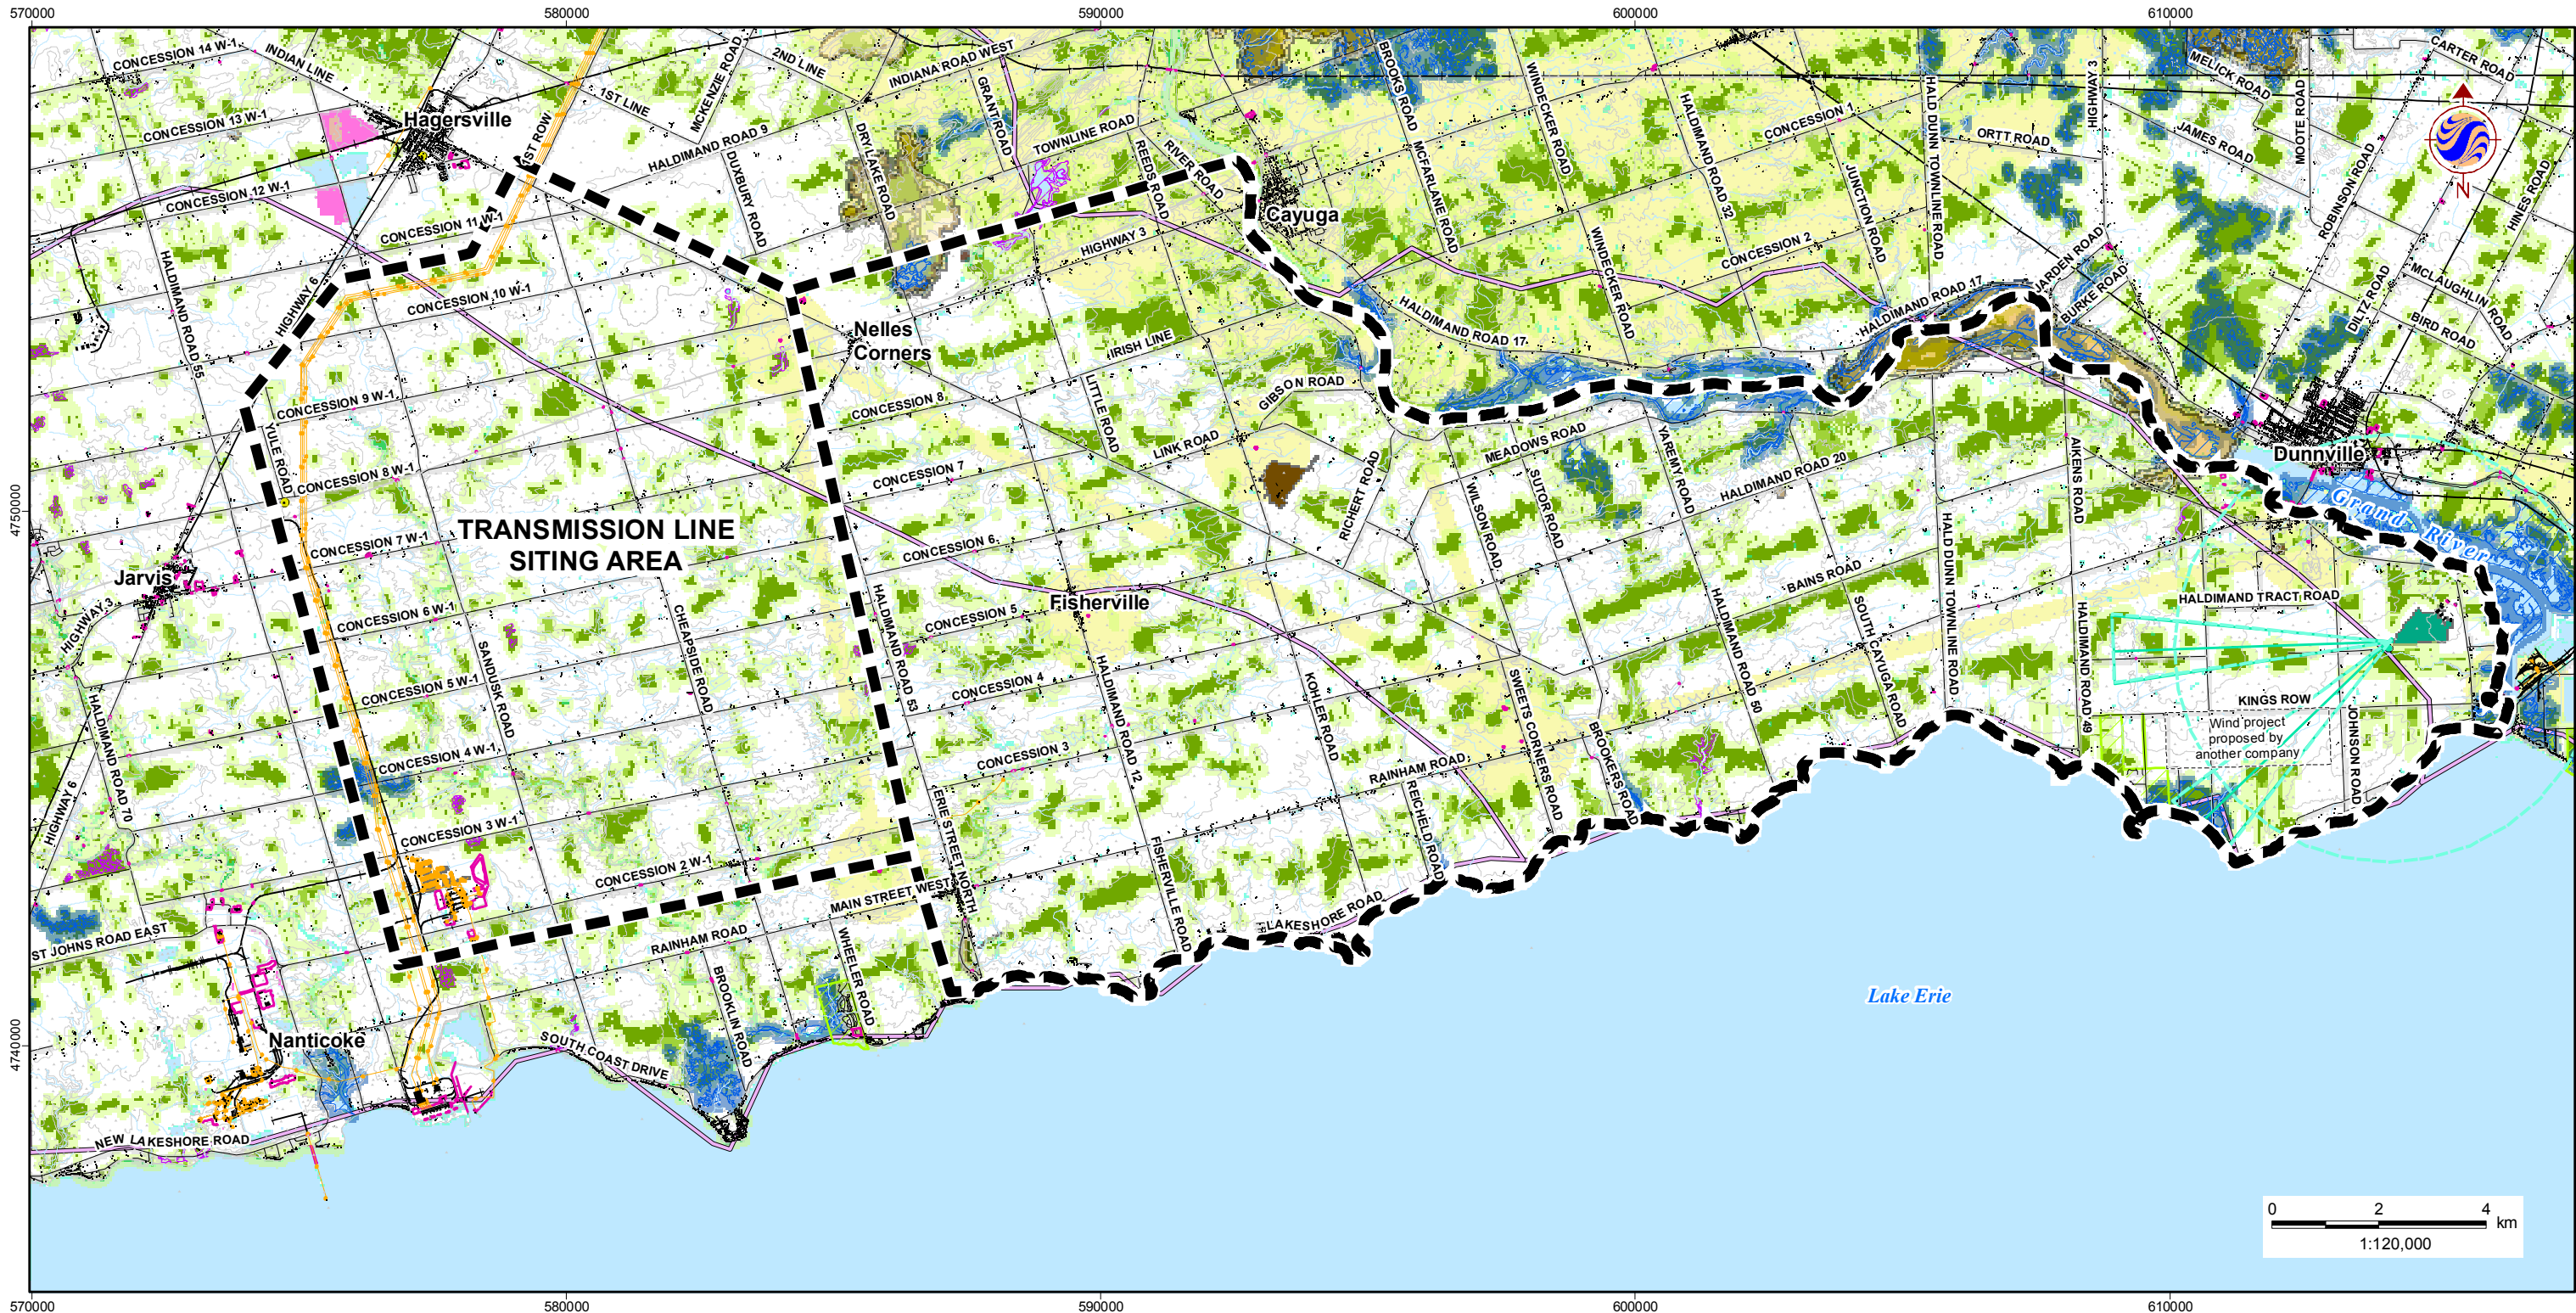 570000
580000
590000
600000
610000
CONCESSION 14 W-1
INDIAN LINE
MCKENZIE ROAD
2ND LINE
INDIANA ROAD WEST
GRANT ROAD
BROOKS ROAD
WINDECKER ROAD
HALDIMAND ROAD 32
CONCESSION 1
HALD DUNN TOWNLINE ROAD
HIGHWAY 3
MELICK ROAD
CARTER ROAD
CONCESSION 13 W-1
Hagersville
1ST LINE
1ST ROW
HALDIMAND ROAD 9
DUXBURY ROAD
DRY LAKE ROAD
TOWNLINE ROAD
REEDS ROAD
RIVER ROAD
MCFARLANE ROAD
ORTT ROAD
JAMES ROAD
MOOTE ROAD
ROBINSON ROAD
HINES ROAD
N
CONCESSION 12 W-1
CONCESSION 11 W-1
Cayuga
HIGHWAY 3
WINDECKER ROAD
CONCESSION 2
JUNCTION ROAD
HALDIMAND ROAD 55
HIGHWAY 6
CONCESSION 10 W-1
Nelles
Corners
IRISH LINE
HALDIMAND ROAD 17
HALDIMAND ROAD 17
JARDEN ROAD
BURKE ROAD
DILTZ ROAD
MCLAUGHLIN ROAD
BIRD ROAD
CONCESSION 9 W-1
CONCESSION 8
LITTLE ROAD
GIBSON ROAD
LINK ROAD
MEADOWS ROAD
YULE ROAD
CONCESSION 8 W-1
CONCESSION 7
RICHERT ROAD
WILSON ROAD
SUTOR ROAD
YAREMY ROAD
HALDIMAND ROAD 20
AIKENS ROAD
Dunnville
Grand River
4750000
TRANSMISSION LINE
SITING AREA
CONCESSION 7 W-1
CONCESSION 6
Jarvis
HIGHWAY 3
CONCESSION 6 W-1
SANDUSK ROAD
CHEAPSIDE ROAD
HALDIMAND ROAD 53
CONCESSION 5
Fisherville
BAINS ROAD
HALDIMAND ROAD 50
SOUTH CAYUGA ROAD
HALD DUNN TOWNLINE ROAD
HALDIMAND ROAD 49
HALDIMAND TRACT ROAD
CONCESSION 5 W-1
CONCESSION 4
HALDIMAND ROAD 12
KOHLER ROAD
SWEETS CORNERS ROAD
BROOKERS ROAD
KINGS ROW
Wind project
proposed by
another company
JOHNSON ROAD
HALDIMAND ROAD 70
HIGHWAY 6
CONCESSION 4 W-1
CONCESSION 3
RAINHAM ROAD
REICHELD ROAD
CONCESSION 3 W-1
CONCESSION 2 W-1
ERIE STREET NORTH
MAIN STREET WEST
FISHERVILLE ROAD
LAKESHORE ROAD
ST JOHNS ROAD EAST
RAINHAM ROAD
WHEELER ROAD
BROOKLIN ROAD
Lake Erie
4740000
Nanticoke
SOUTH COAST DRIVE
NEW LAKESHORE ROAD
0 2 4
km
1:120,000
570000
580000
590000
600000
610000